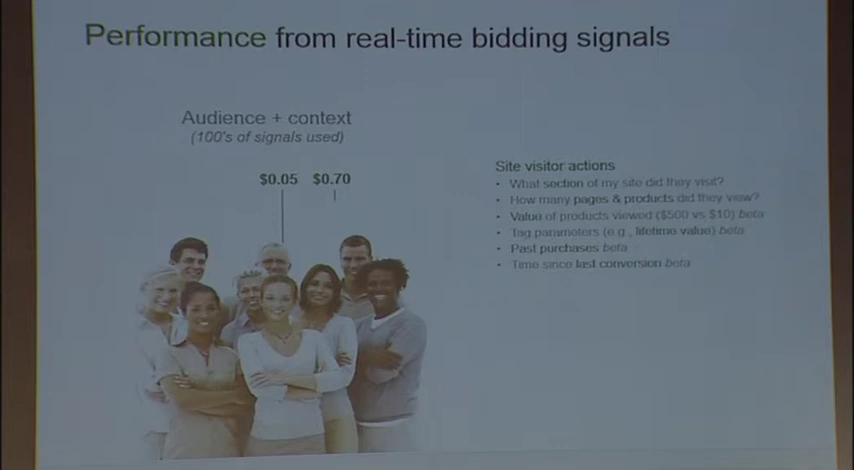 Performance from real-time bidding signals
Audience + context
(100's of signals used)
$0.05 $0.70
Site visitor actions
• What section of my site did they visit?
• How many pages & products did they view?
• Value of products viewed ($500 vs $10) beta
• Tag parameters (e.g., lifetime value) beta
• Past purchases beta
• Time since last conversion beta